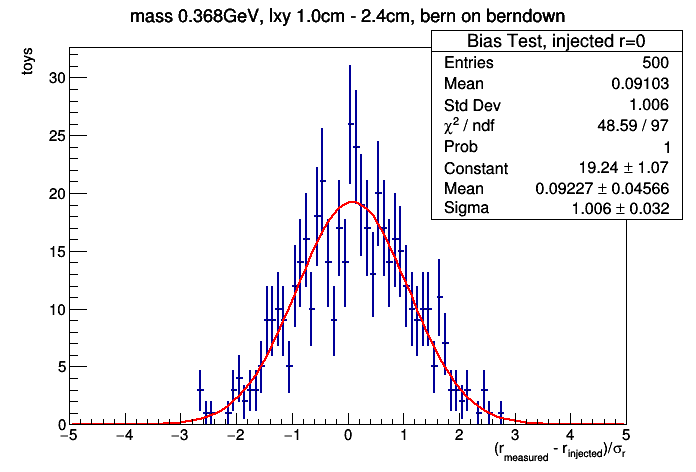 mass 0.368GeV, lxy 1.0cm - 2.4cm, bern on berndown
Bias Test, injected r=0
Entries 500
Mean 0.09103
Std Dev 1.006
χ² / ndf 48.59 / 97
Prob 1
Constant 19.24 ± 1.07
Mean 0.09227 ± 0.04566
Sigma 1.006 ± 0.032
toys
30
25
20
15
10
5
0
−5 −4 −3 −2 −1 0 1 2 3 4 5
(r_measured - r_injected)/σ_r